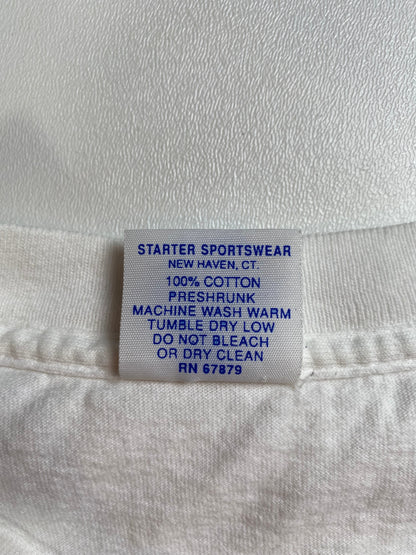 STARTER SPORTSWEAR
NEW HAVEN, CT.
100% COTTON
PRESHRUNK
MACHINE WASH WARM
TUMBLE DRY LOW
DO NOT BLEACH
OR DRY CLEAN
RN 67879